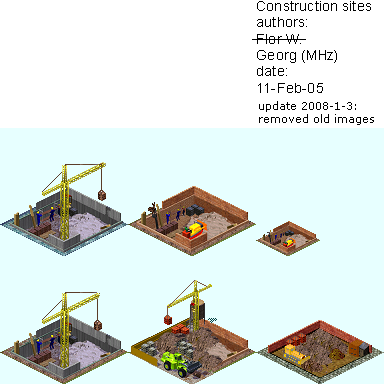 Construction sites
authors:
Flor W.
Georg (MHz)
date:
11-Feb-05
update 2008-1-3:
removed old images